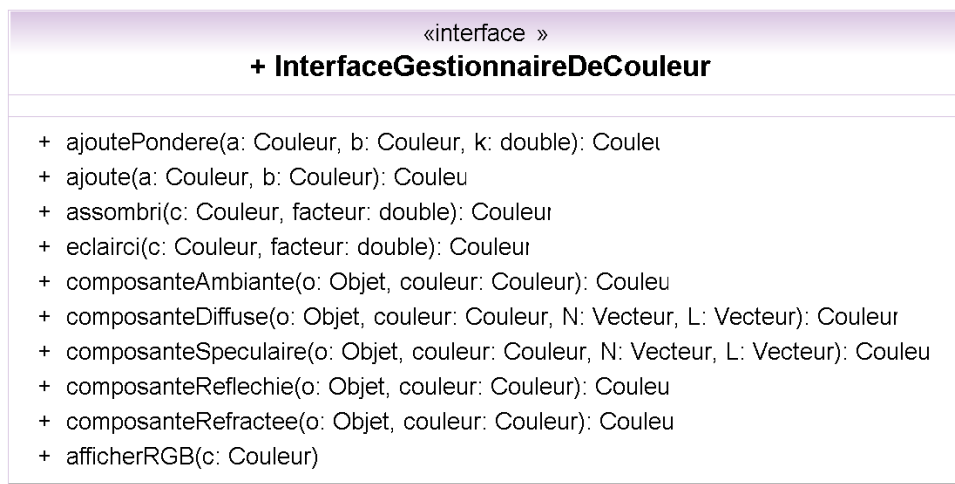 «interface »
+ InterfaceGestionnaireDeCouleur
+ ajoutePondere(a: Couleur, b: Couleur, k: double): Couleu
+ ajoute(a: Couleur, b: Couleur): Couleu
+ assombri(c: Couleur, facteur: double): Couleur
+ eclairci(c: Couleur, facteur: double): Couleur
+ composanteAmbiante(o: Objet, couleur: Couleur): Couleu
+ composanteDiffuse(o: Objet, couleur: Couleur, N: Vecteur, L: Vecteur): Couleur
+ composanteSpeculaire(o: Objet, couleur: Couleur, N: Vecteur, L: Vecteur): Couleu
+ composanteReflechie(o: Objet, couleur: Couleur): Couleu
+ composanteRefractee(o: Objet, couleur: Couleur): Couleu
+ afficherRGB(c: Couleur)